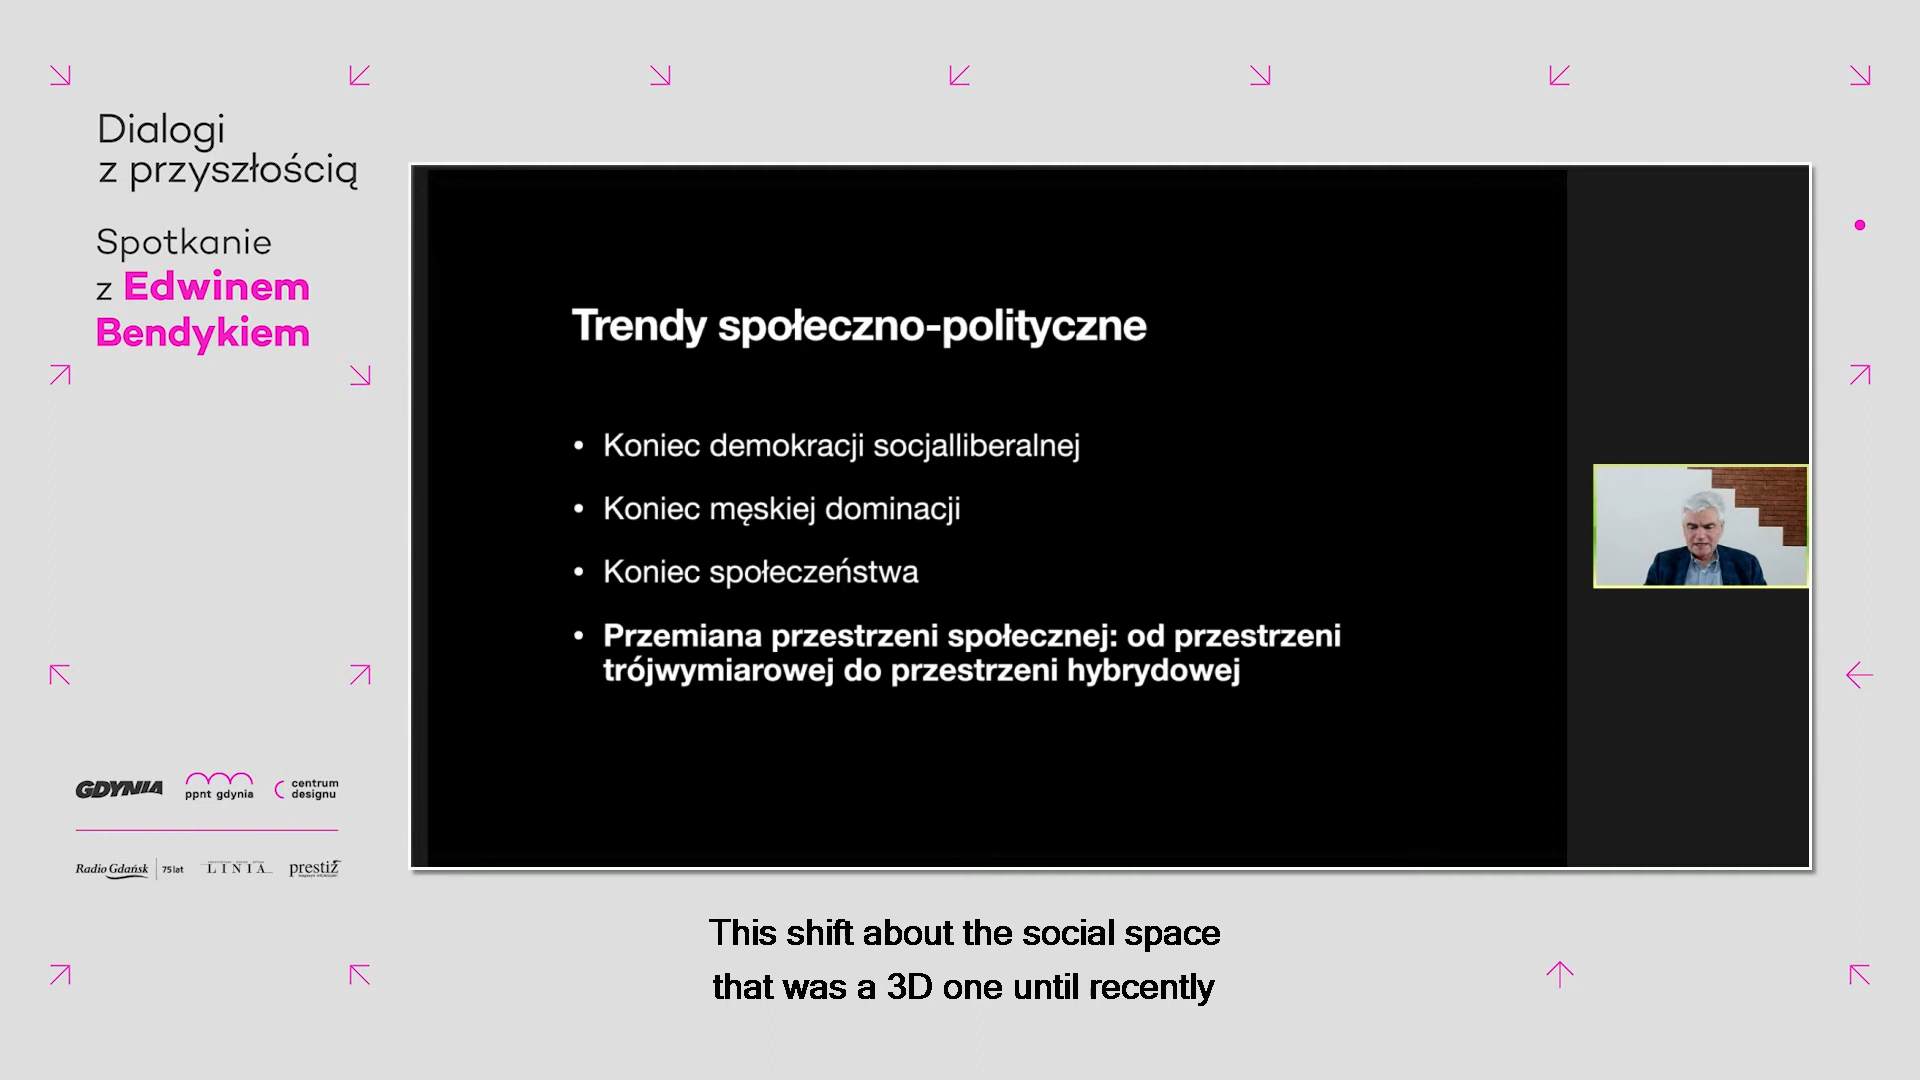 Dialogi
z przyszłością
Spotkanie
z Edwinem
Bendykiem
Trendy społeczno-polityczne
• Koniec demokracji socjalliberalnej
• Koniec męskiej dominacji
• Koniec społeczeństwa
• Przemiana przestrzeni społecznej: od przestrzeni
trójwymiarowej do przestrzeni hybrydowej
GDYNIA
ppnt gdynia
centrum
designu
Radio Gdańsk
75 lat
LINIA
prestiż
This shift about the social space
that was a 3D one until recently